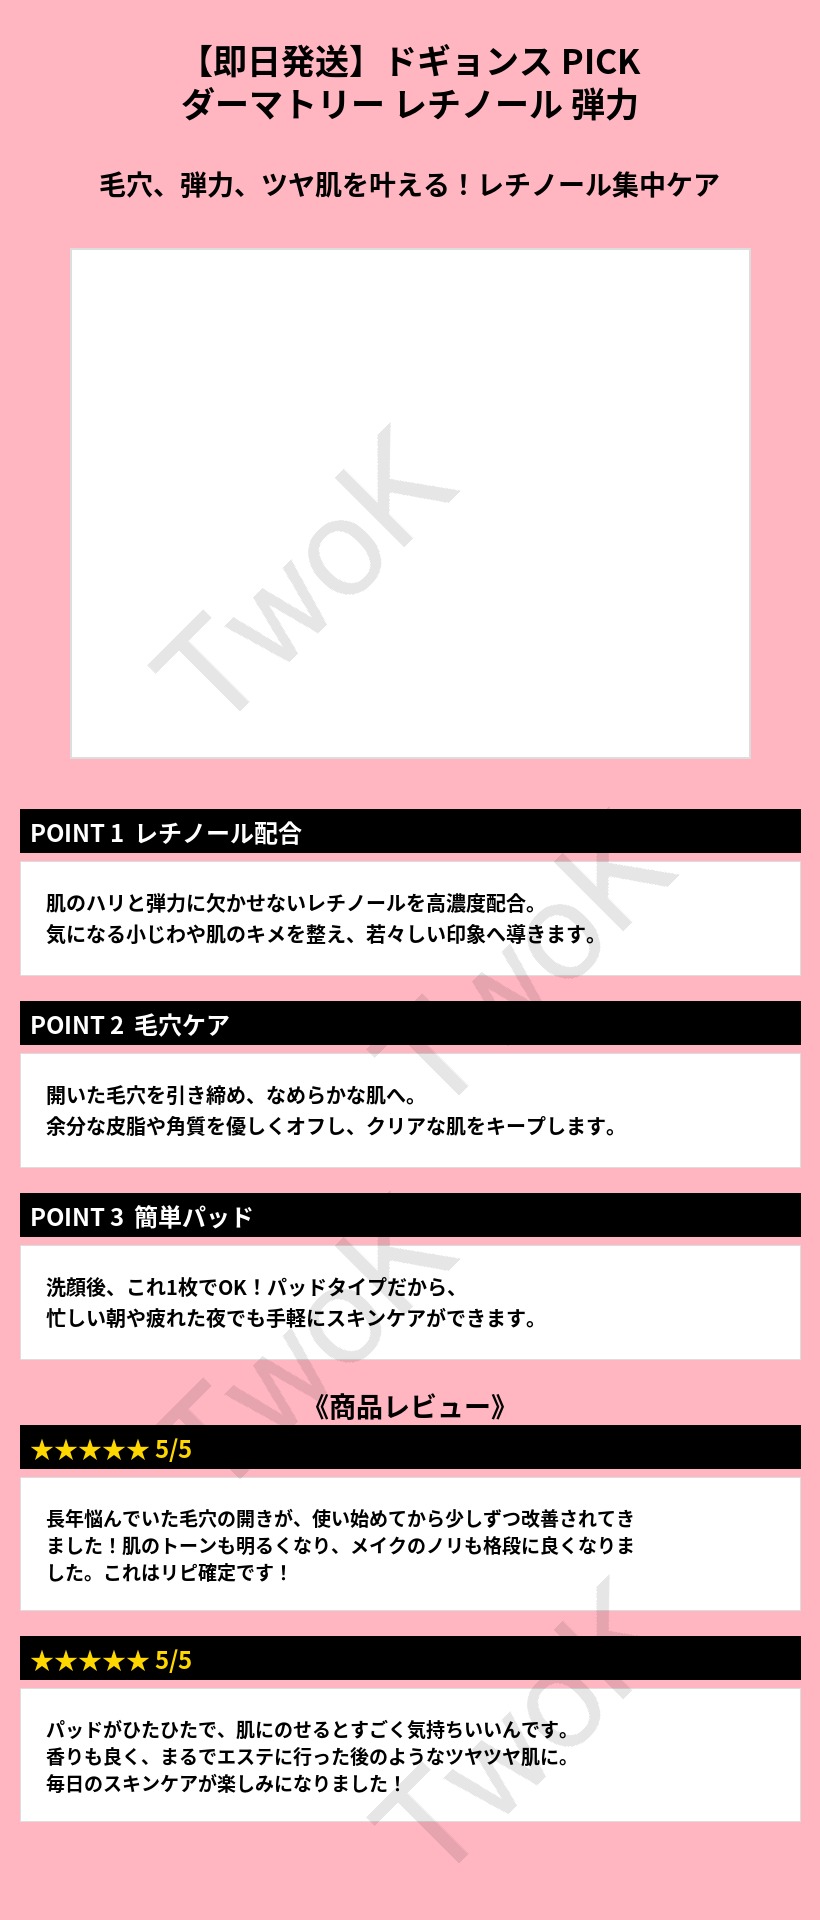 【即日発送】ドギョンス PICK
ダーマトリー レチノール 弾力
毛穴、弾力、ツヤ肌を叶える！レチノール集中ケア
TwoK
POINT 1 レチノール配合
肌のハリと弾力に欠かせないレチノールを高濃度配合。
気になる小じわや肌のキメを整え、若々しい印象へ導きます。
TwoK
POINT 2 毛穴ケア
開いた毛穴を引き締め、なめらかな肌へ。
余分な皮脂や角質を優しくオフし、クリアな肌をキープします。
POINT 3 簡単パッド
洗顔後、これ1枚でOK！パッドタイプだから、
忙しい朝や疲れた夜でも手軽にスキンケアができます。
TwoK
《商品レビュー》
★★★★★ 5/5
長年悩んでいた毛穴の開きが、使い始めてから少しずつ改善されてき
ました！肌のトーンも明るくなり、メイクのノリも格段に良くなりま
した。これはリピ確定です！
★★★★★ 5/5
パッドがひたひたで、肌にのせるとすごく気持ちいいんです。
香りも良く、まるでエステに行った後のようなツヤツヤ肌に。
毎日のスキンケアが楽しみになりました！
TwoK